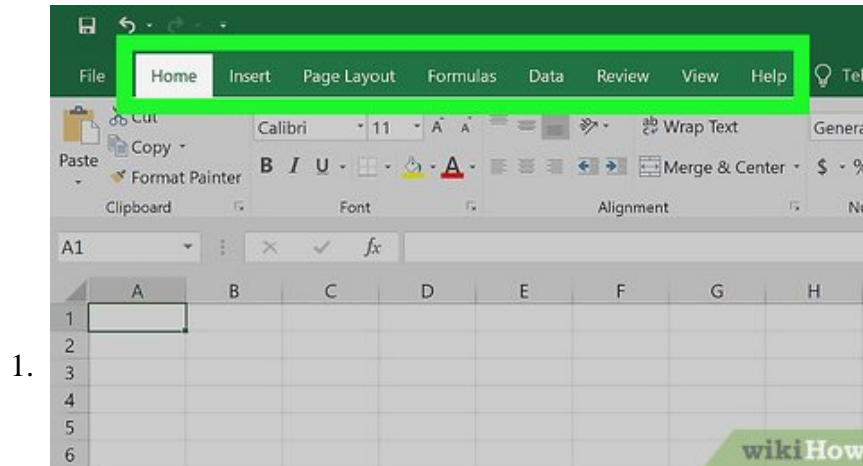 File Home Insert Page Layout Formulas Data Review View Help
Cut
Calibri 11 A A Wrap Text
Copy
Paste B I U A Merge & Center $ %
Format Painter
Clipboard Font Alignment
A1 fx
A B C D E F G H
1
2
1.
3
4
5
6
wikiHow